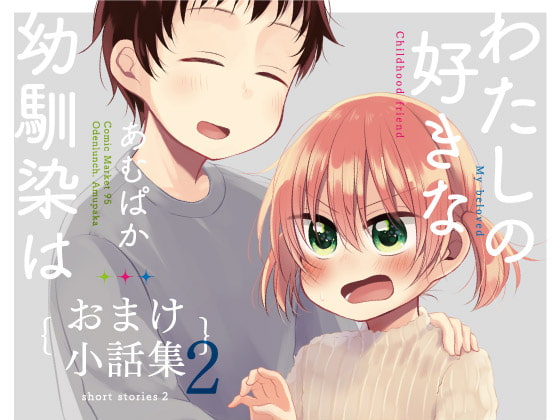 わたしの
好きな
幼馴染は
My beloved
Childhood friend
あむぱか
Comic Market 95
Odenlunch. Amupaka
{おまけ
小話集}2
short stories 2